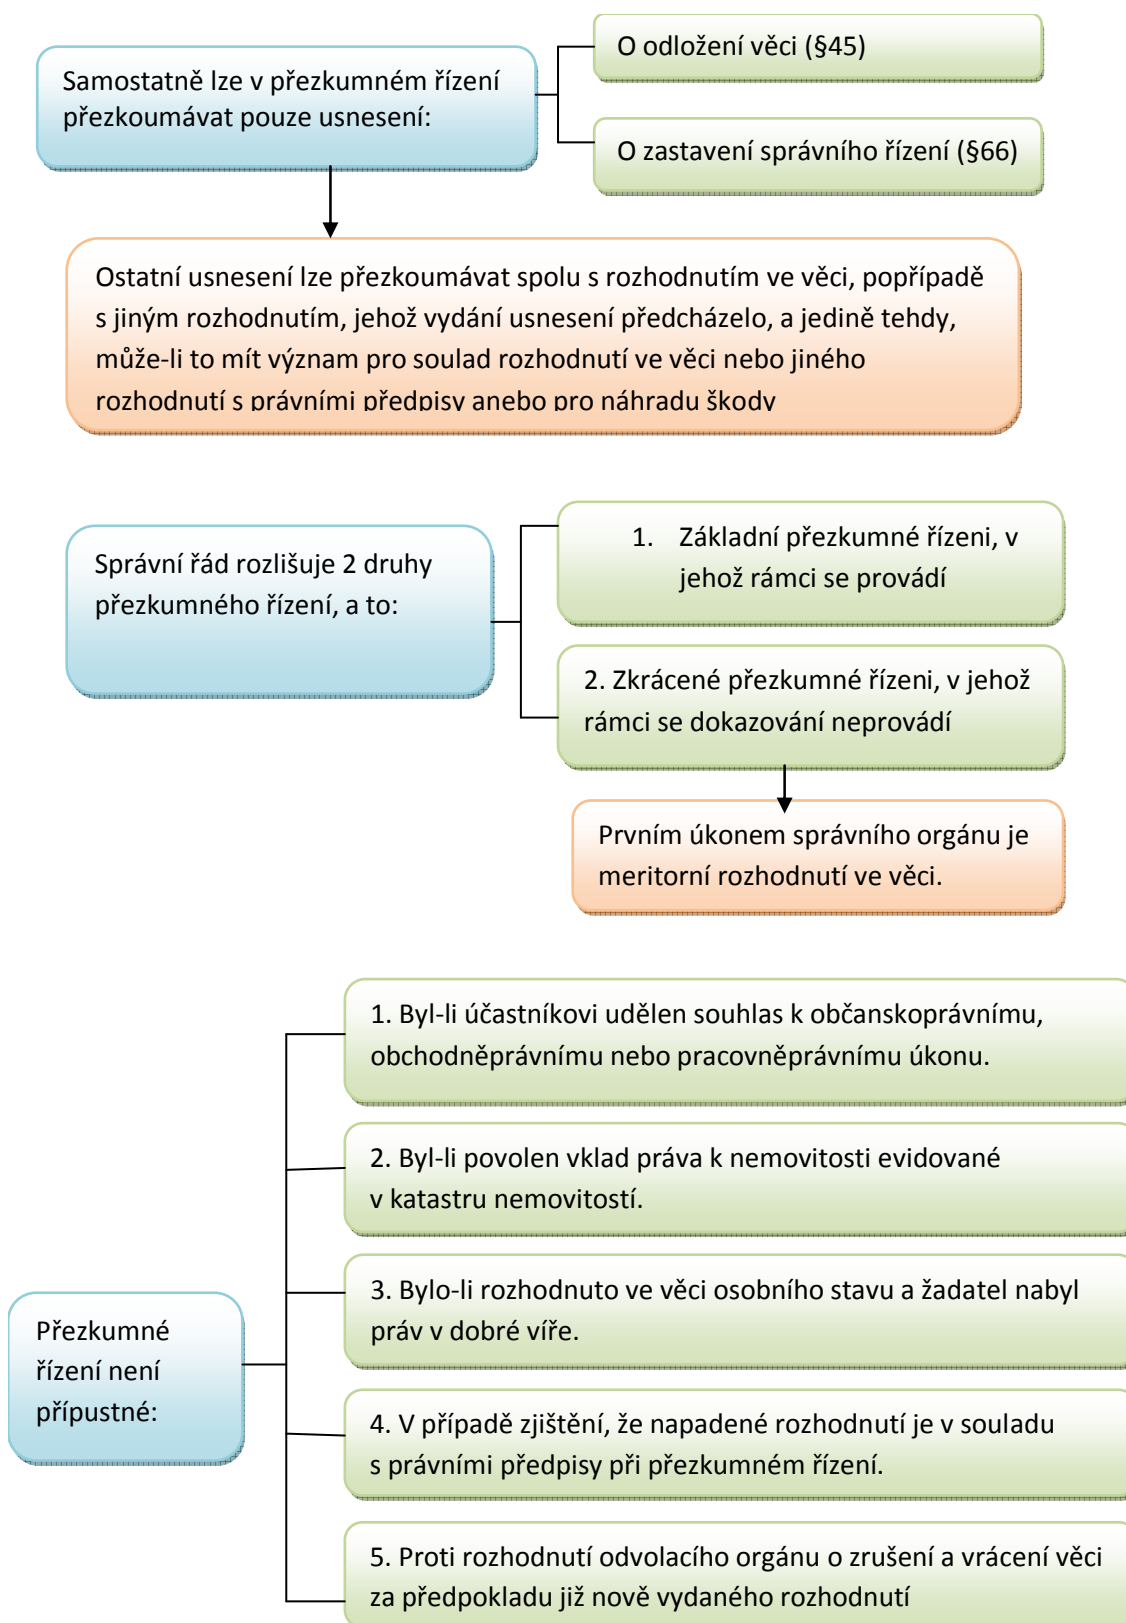 Samostatně lze v přezkumném řízení
přezkoumávat pouze usnesení:
O odložení věci (§45)
O zastavení správního řízení (§66)
Ostatní usnesení lze přezkoumávat spolu s rozhodnutím ve věci, popřípadě
s jiným rozhodnutím, jehož vydání usnesení předcházelo, a jedině tehdy,
může-li to mít význam pro soulad rozhodnutí ve věci nebo jiného
rozhodnutí s právními předpisy anebo pro náhradu škody
Správní řád rozlišuje 2 druhy
přezkumného řízení, a to:
1. Základní přezkumné řízeni, v
jehož rámci se provádí
2. Zkrácené přezkumné řízeni, v jehož
rámci se dokazování neprovádí
Prvním úkonem správního orgánu je
meritorní rozhodnutí ve věci.
Přezkumné
řízení není
přípustné:
1. Byl-li účastníkovi udělen souhlas k občanskoprávnímu,
obchodněprávnímu nebo pracovněprávnímu úkonu.
2. Byl-li povolen vklad práva k nemovitosti evidované
v katastru nemovitostí.
3. Bylo-li rozhodnuto ve věci osobního stavu a žadatel nabyl
práv v dobré víře.
4. V případě zjištění, že napadené rozhodnutí je v souladu
s právními předpisy při přezkumném řízení.
5. Proti rozhodnutí odvolacího orgánu o zrušení a vrácení věci
za předpokladu již nově vydaného rozhodnutí